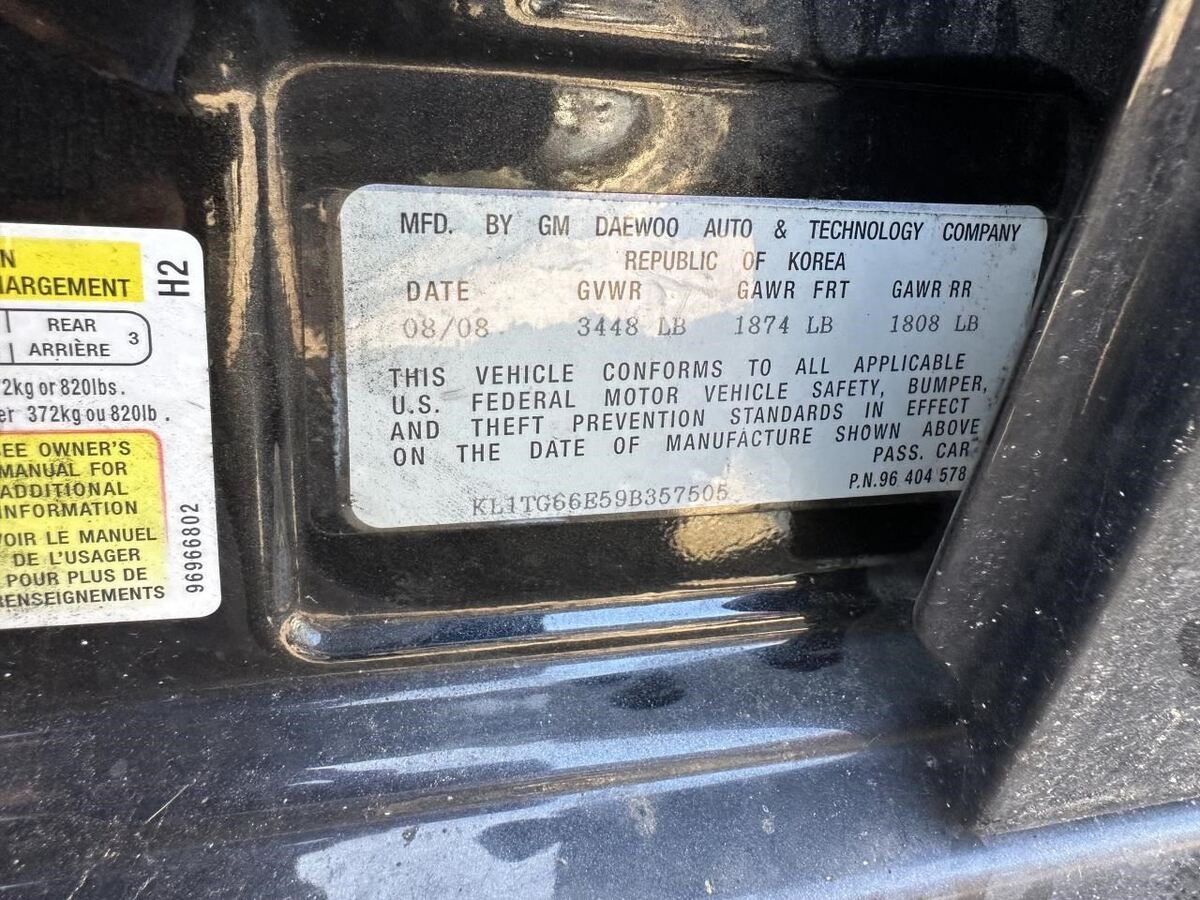 N
HARGEMENT
H2
REAR
ARRIÈRE
3
2kg or 820lbs.
er 372kg ou 820lb.
SEE OWNER'S
MANUAL FOR
ADDITIONAL
INFORMATION
VOIR LE MANUEL
DE L'USAGER
POUR PLUS DE
RENSEIGNEMENTS
96966802
MFD. BY GM DAEWOO AUTO & TECHNOLOGY COMPANY
REPUBLIC OF KOREA
DATE GVWR GAWR FRT GAWR RR
08/08 3448 LB 1874 LB 1808 LB
THIS VEHICLE CONFORMS TO ALL APPLICABLE
U.S. FEDERAL MOTOR VEHICLE SAFETY, BUMPER,
AND THEFT PREVENTION STANDARDS IN EFFECT
ON THE DATE OF MANUFACTURE SHOWN ABOVE
PASS. CAR
P.N.96 404 578
KL1TG66E59B357505